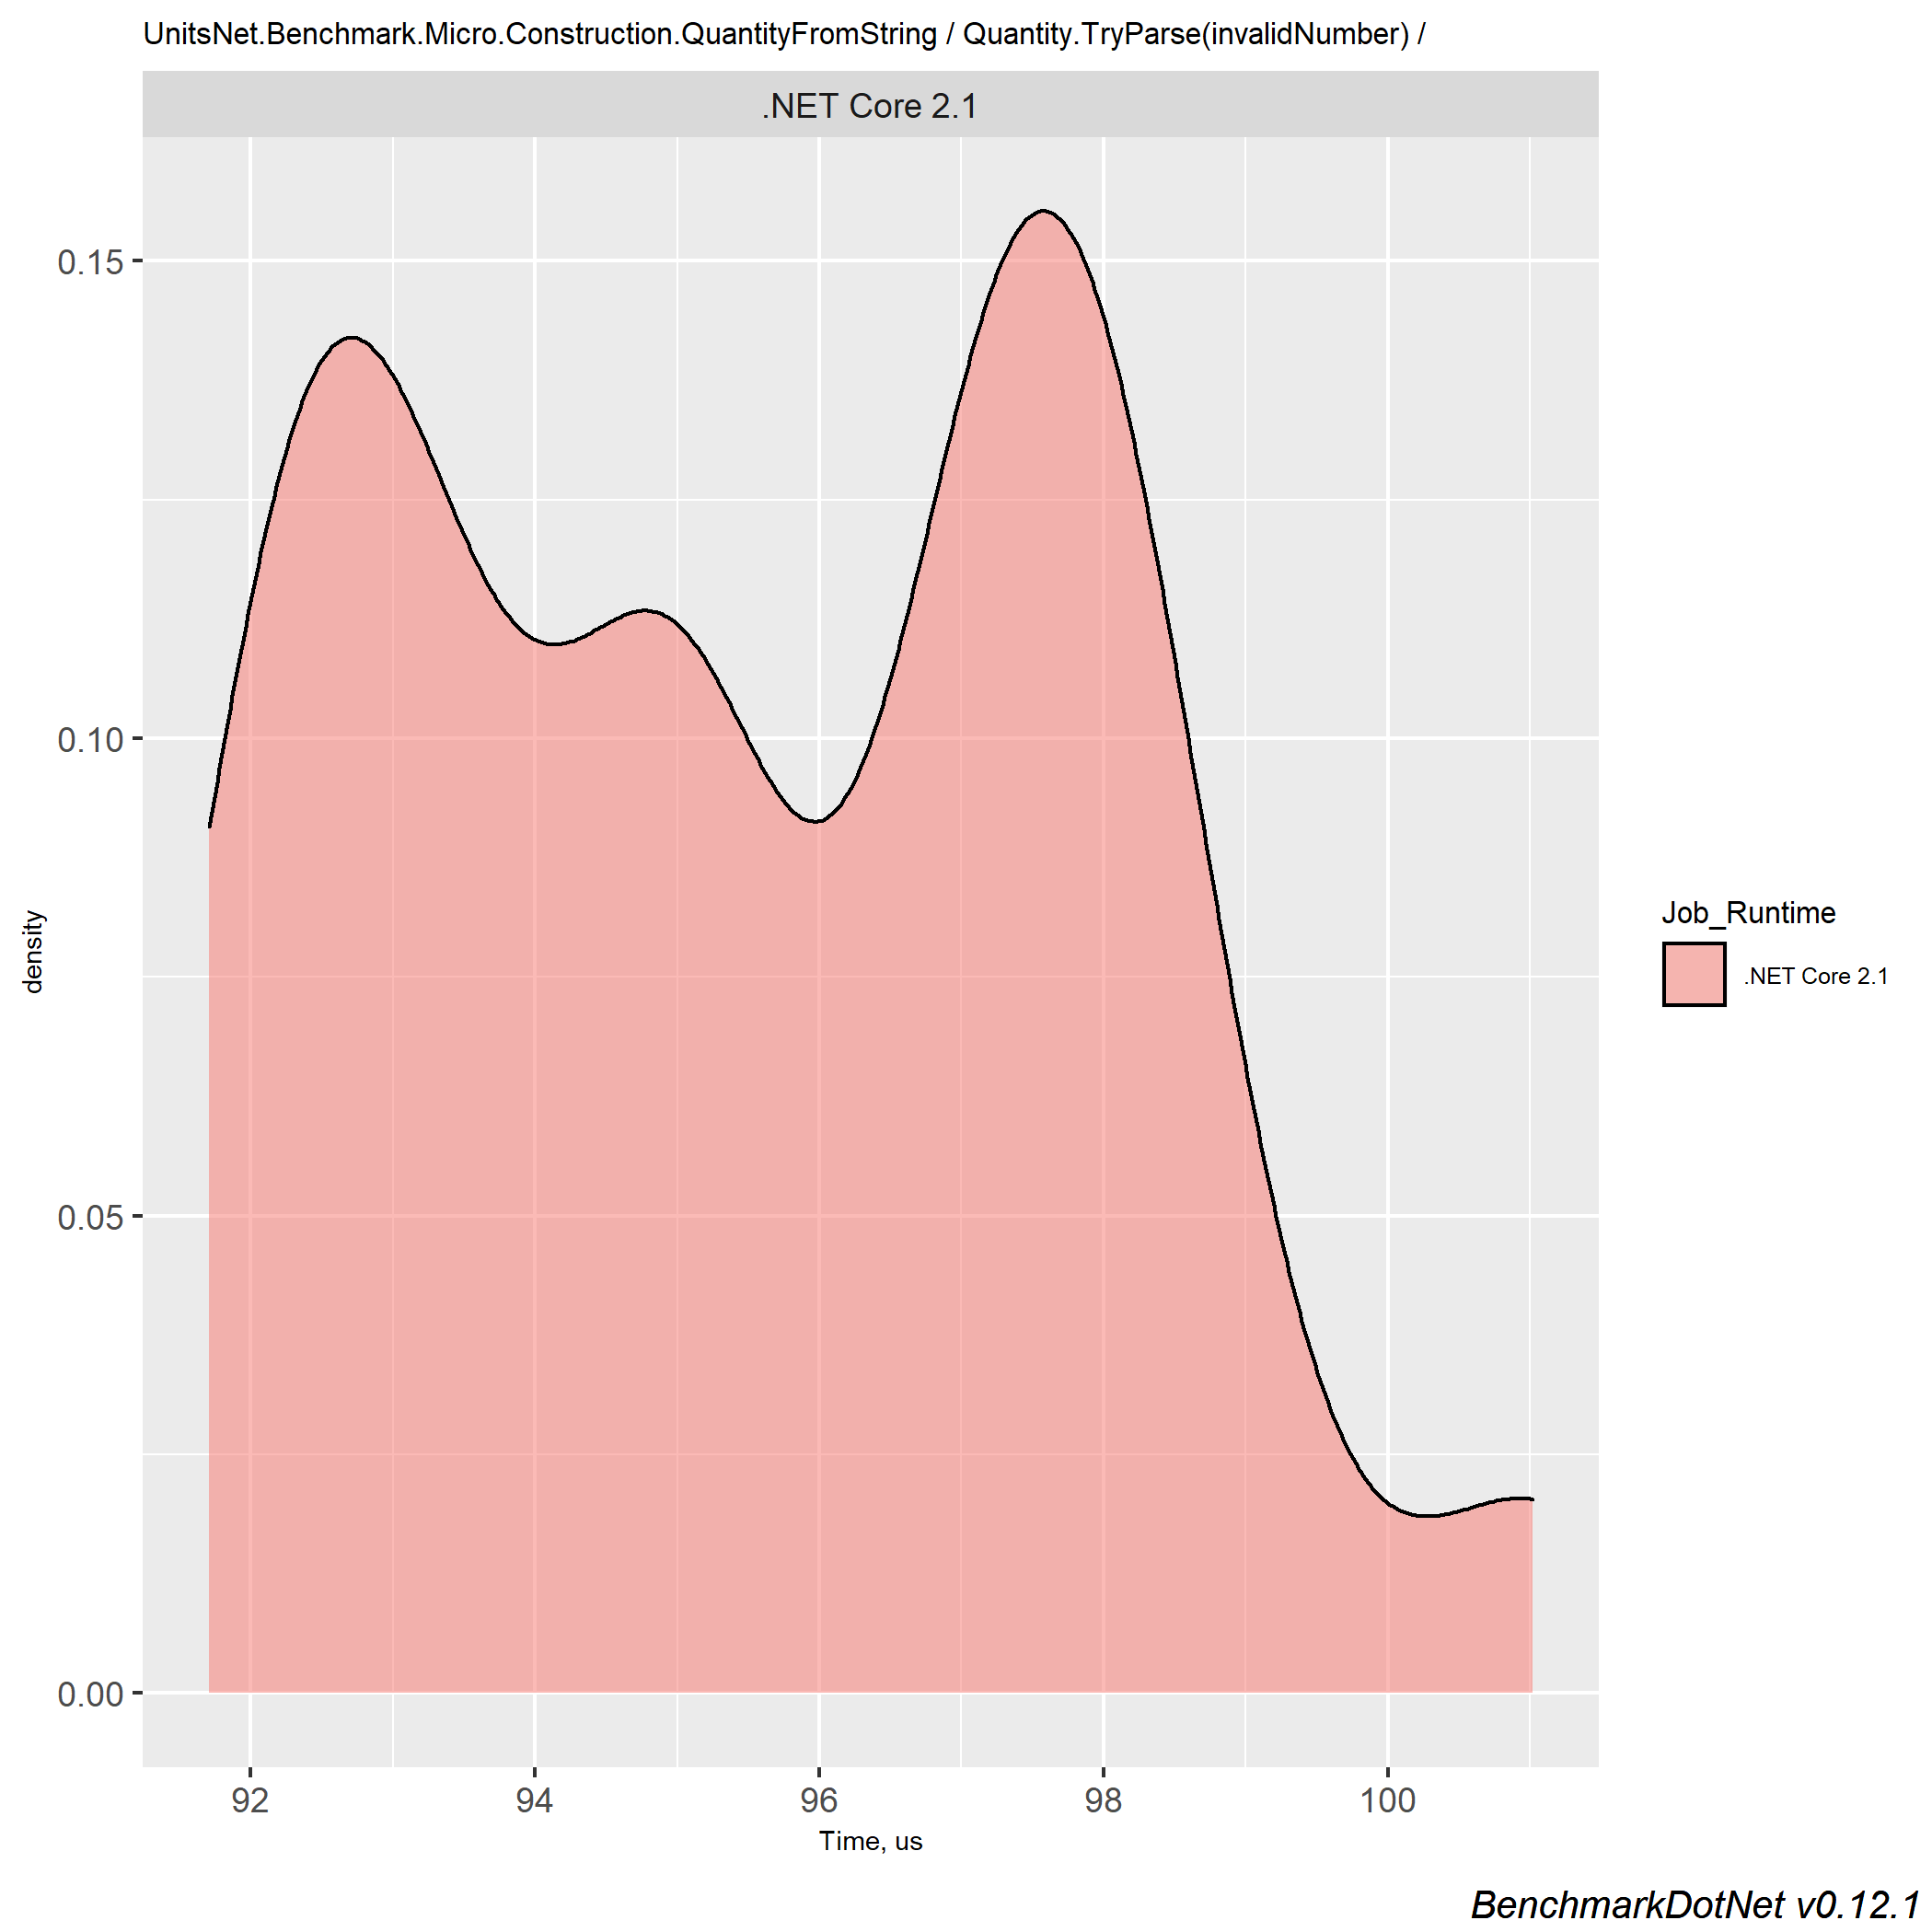 UnitsNet.Benchmark.Micro.Construction.QuantityFromString / Quantity.TryParse(invalidNumber) /
.NET Core 2.1
0.15
0.10
0.05
0.00
density
92 94 96 98 100
Time, us
Job_Runtime
.NET Core 2.1
BenchmarkDotNet v0.12.1